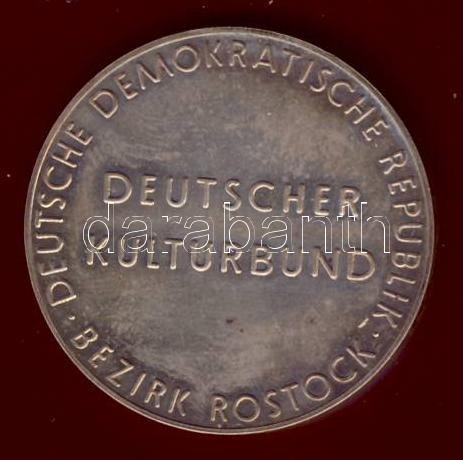 DEUTSCHE DEMOKRATISCHE REPUBLIK ·
DEUTSCHER
KULTURBUND
darabanth
BEZIRK ROSTOCK ·